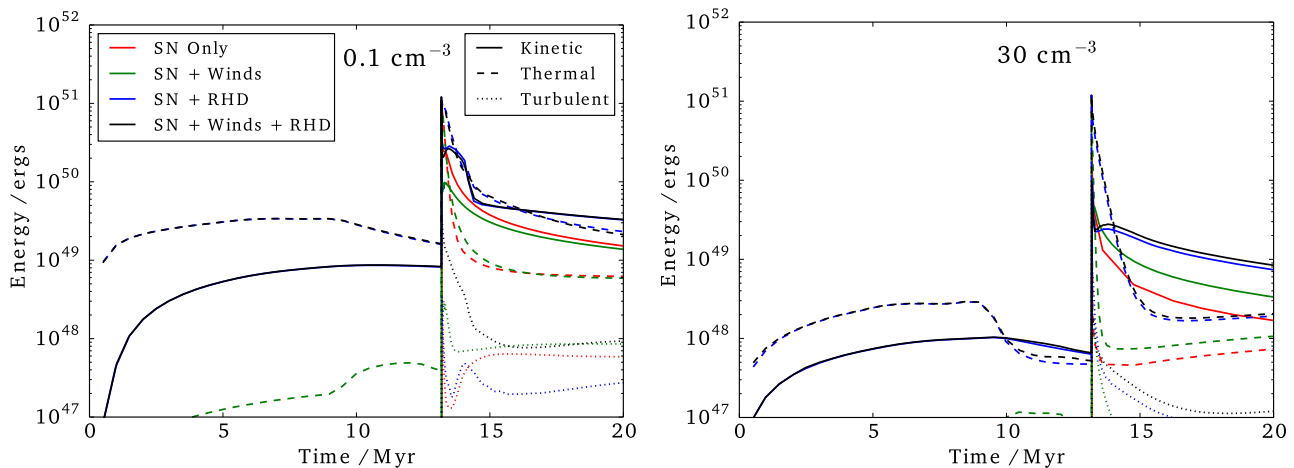 10^52
10^51
10^50
10^49
10^48
10^47
Energy / ergs
SN Only
SN + Winds
SN + RHD
SN + Winds + RHD
0.1 cm^−3
Kinetic
Thermal
Turbulent
0 5 10 15 20
Time / Myr
10^52
10^51
10^50
10^49
10^48
10^47
Energy / ergs
30 cm^−3
0 5 10 15 20
Time / Myr